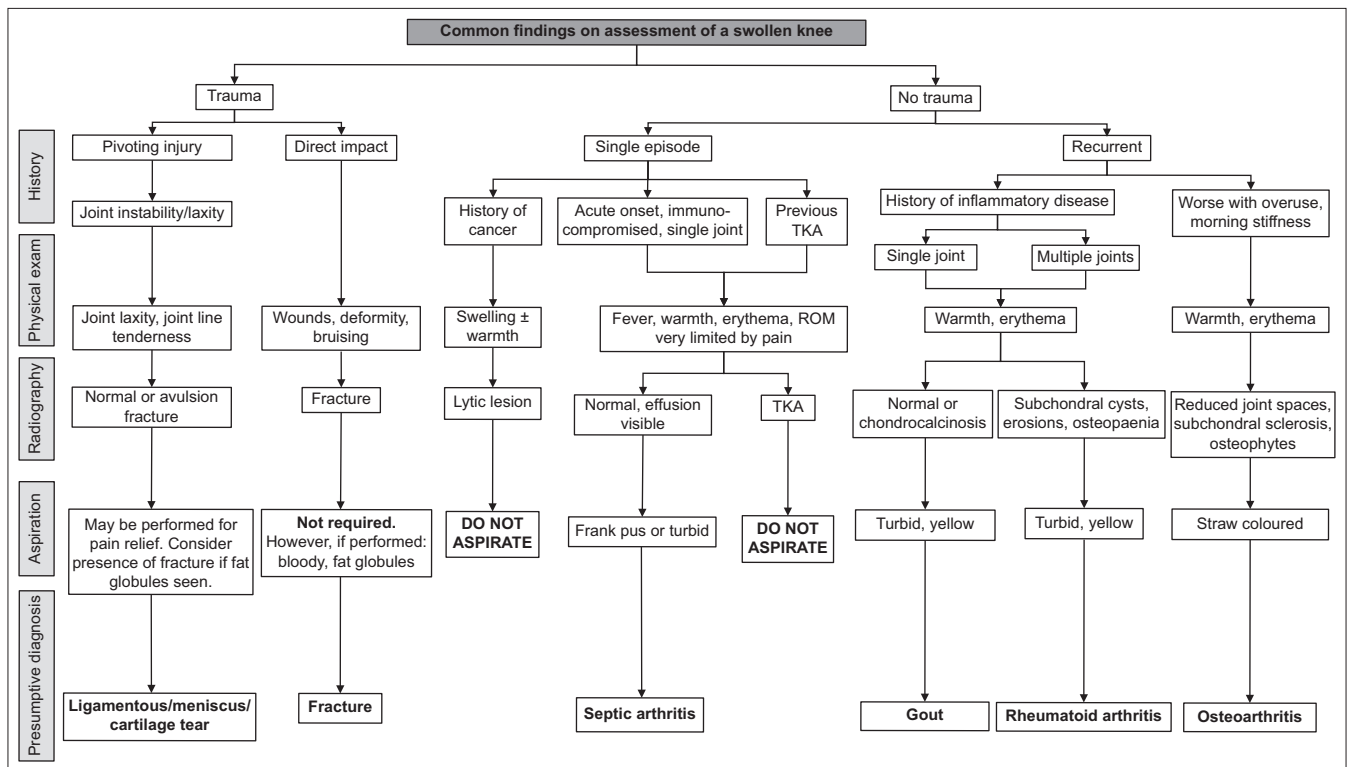 Common findings on assessment of a swollen knee
Trauma
No trauma
History
Pivoting injury
Direct impact
Single episode
Recurrent
Joint instability/laxity
History of
cancer
Acute onset, immuno-
compromised, single joint
Previous
TKA
History of inflammatory disease
Worse with overuse,
morning stiffness
Single joint
Multiple joints
Physical exam
Joint laxity, joint line
tenderness
Wounds, deformity,
bruising
Swelling ±
warmth
Fever, warmth, erythema, ROM
very limited by pain
Warmth, erythema
Warmth, erythema
Radiography
Normal or avulsion
fracture
Fracture
Lytic lesion
Normal, effusion
visible
TKA
Normal or
chondrocalcinosis
Subchondral cysts,
erosions, osteopaenia
Reduced joint spaces,
subchondral sclerosis,
osteophytes
Aspiration
May be performed for
pain relief. Consider
presence of fracture if fat
globules seen.
Not required.
However, if performed:
bloody, fat globules
DO NOT
ASPIRATE
Frank pus or turbid
DO NOT
ASPIRATE
Turbid, yellow
Turbid, yellow
Straw coloured
Presumptive diagnosis
Ligamentous/meniscus/
cartilage tear
Fracture
Septic arthritis
Gout
Rheumatoid arthritis
Osteoarthritis